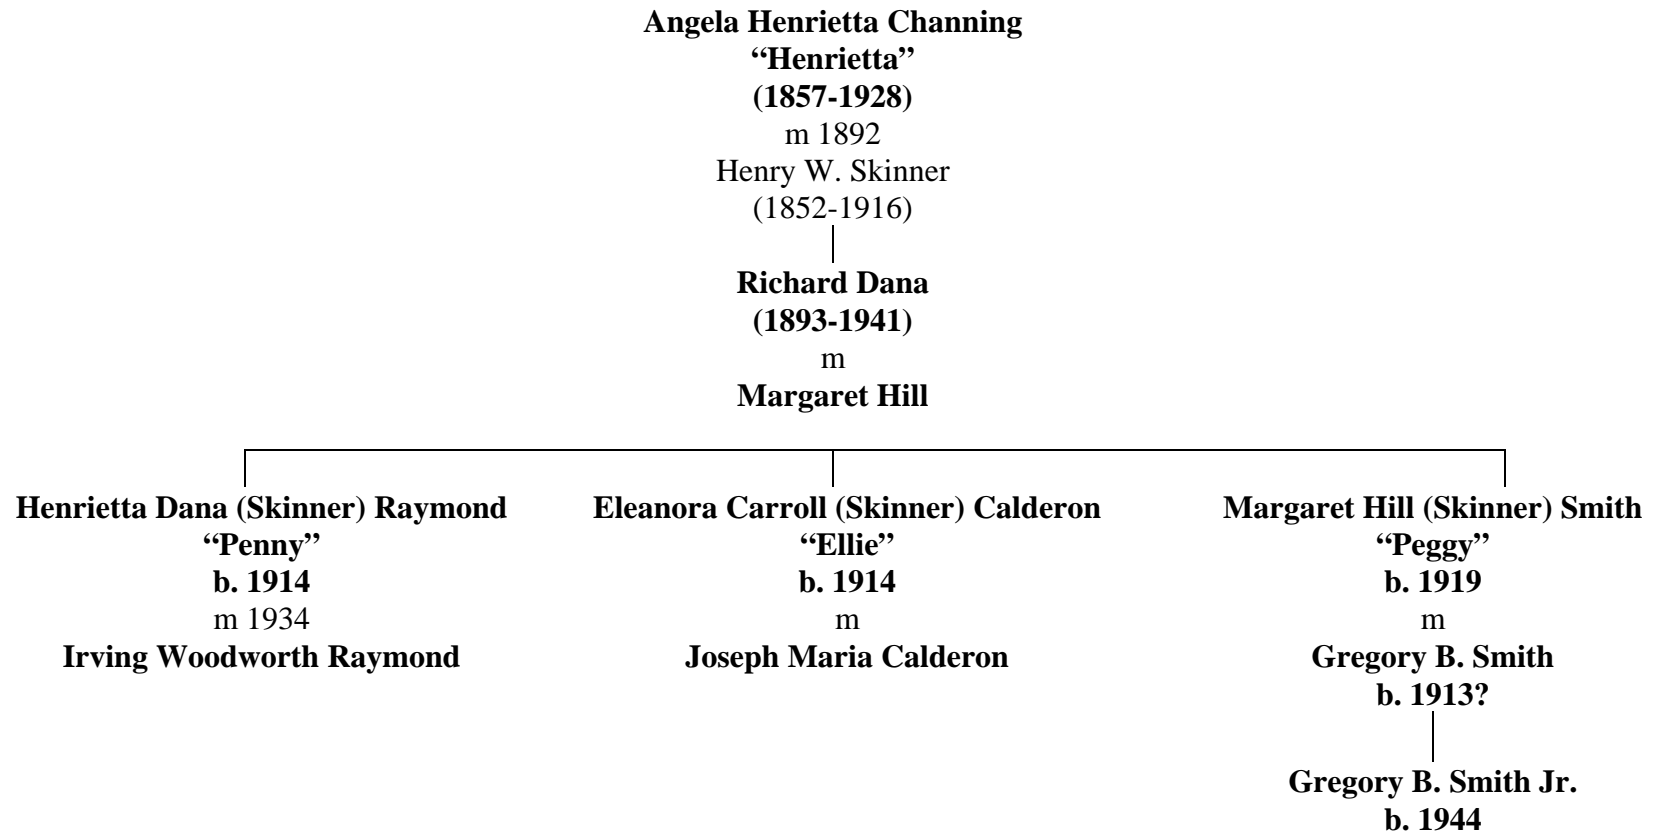 Angela Henrietta Channing
“Henrietta”
(1857-1928)
m 1892
Henry W. Skinner
(1852-1916)
Richard Dana
(1893-1941)
m
Margaret Hill
Henrietta Dana (Skinner) Raymond
“Penny”
b. 1914
m 1934
Irving Woodworth Raymond
Eleanora Carroll (Skinner) Calderon
“Ellie”
b. 1914
m
Joseph Maria Calderon
Margaret Hill (Skinner) Smith
“Peggy”
b. 1919
m
Gregory B. Smith
b. 1913?
Gregory B. Smith Jr.
b. 1944